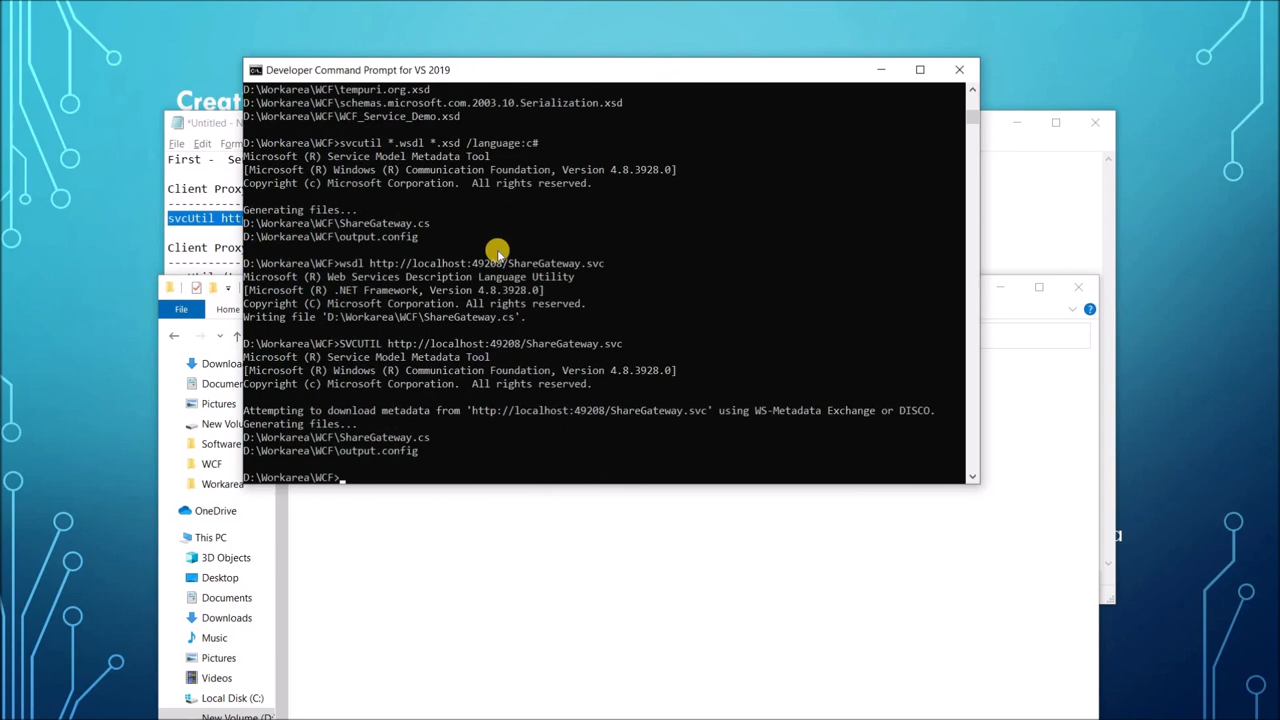 Creat
Developer Command Prompt for VS 2019
*Untitled - N
File Edit
First - Se
Client Proxy
svcUtil htt
Client Proxy
D:\Workarea\WCF\tempuri.org.xsd
D:\Workarea\WCF\schemas.microsoft.com.2003.10.Serialization.xsd
D:\Workarea\WCF\WCF_Service_Demo.xsd
D:\Workarea\WCF>svcutil *.wsdl *.xsd /language:c#
Microsoft (R) Service Model Metadata Tool
[Microsoft (R) Windows (R) Communication Foundation, Version 4.8.3928.0]
Copyright (c) Microsoft Corporation.  All rights reserved.
Generating files...
D:\Workarea\WCF\ShareGateway.cs
D:\Workarea\WCF\output.config
D:\Workarea\WCF>wsdl http://localhost:49208/ShareGateway.svc
Microsoft (R) Web Services Description Language Utility
[Microsoft (R) .NET Framework, Version 4.8.3928.0]
Copyright (C) Microsoft Corporation. All rights reserved.
Writing file 'D:\Workarea\WCF\ShareGateway.cs'.
D:\Workarea\WCF>SVCUTIL http://localhost:49208/ShareGateway.svc
Microsoft (R) Service Model Metadata Tool
[Microsoft (R) Windows (R) Communication Foundation, Version 4.8.3928.0]
Copyright (c) Microsoft Corporation.  All rights reserved.
Attempting to download metadata from 'http://localhost:49208/ShareGateway.svc' using WS-Metadata Exchange or DISCO.
Generating files...
D:\Workarea\WCF\ShareGateway.cs
D:\Workarea\WCF\output.config
D:\Workarea\WCF>
File Home
Downloa
Documen
Pictures
New Volu
Software
WCF
Workarea
OneDrive
This PC
3D Objects
Desktop
Documents
Downloads
Music
Pictures
Videos
Local Disk (C:)
New Volume (D:
a